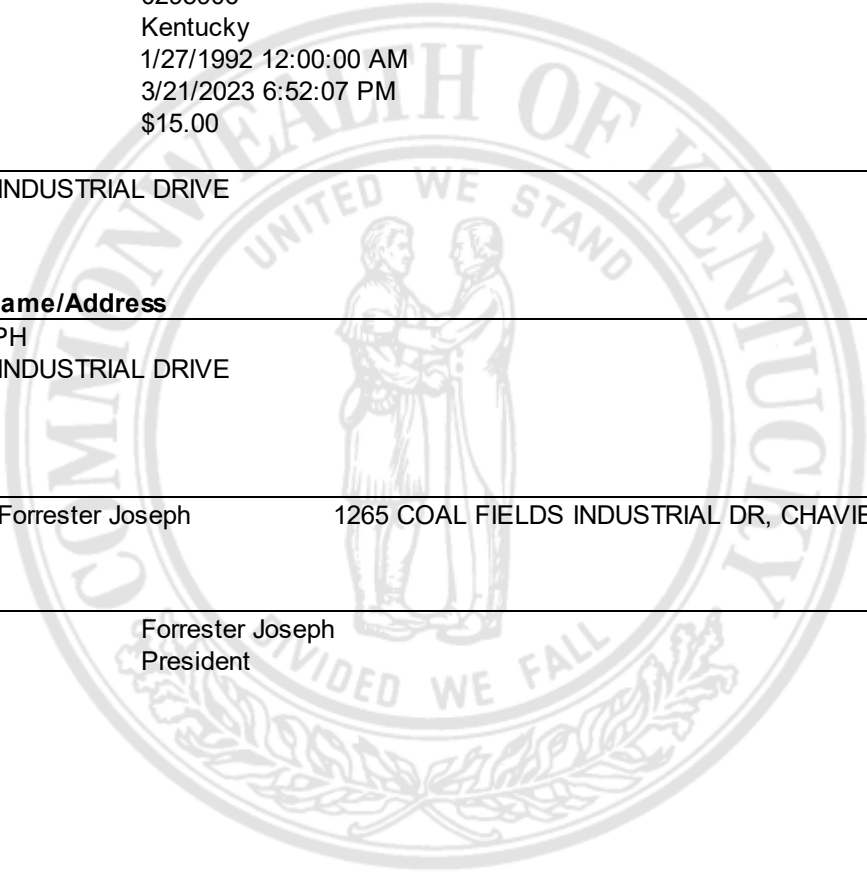 Kentucky
1/27/1992 12:00:00 AM
3/21/2023 6:52:07 PM
$15.00
INDUSTRIAL DRIVE
ame/Address
PH
INDUSTRIAL DRIVE
Forrester Joseph 1265 COAL FIELDS INDUSTRIAL DR, CHAVIE
Forrester Joseph
President
COMMONWEALTH OF KENTUCKY
UNITED WE STAND
DIVIDED WE FALL